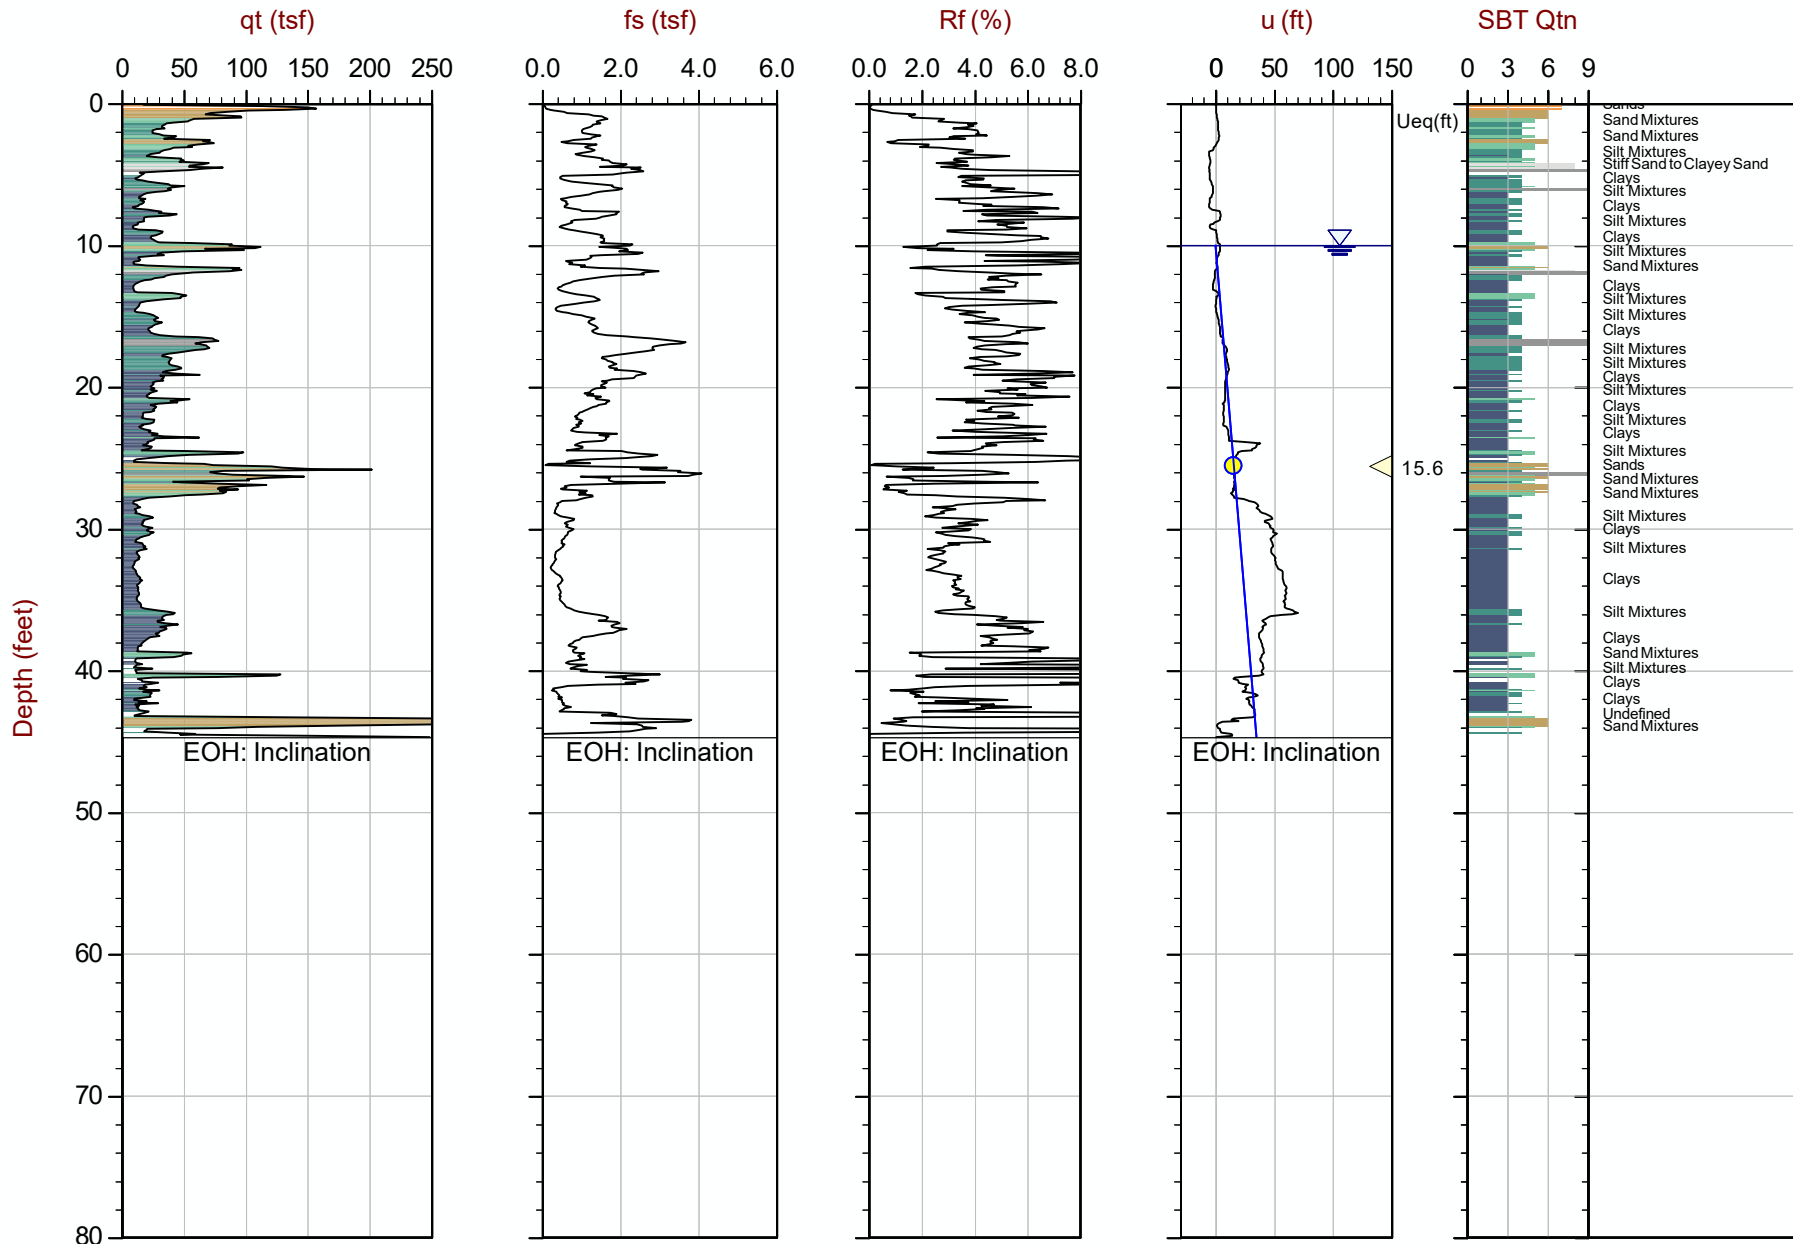 qt (tsf)
fs (tsf)
Rf (%)
u (ft)
SBT Qtn
0 50 100 150 200 250
0.0 2.0 4.0 6.0
0.0 2.0 4.0 6.0 8.0
0 50 100 150
0 3 6 9
0
10
20
30
40
50
60
70
80
Depth (feet)
Ueq(ft)
15.6
EOH: Inclination
EOH: Inclination
EOH: Inclination
EOH: Inclination
Sands
Sand Mixtures
Sand Mixtures
Silt Mixtures
Stiff Sand to Clayey Sand
Clays
Silt Mixtures
Clays
Silt Mixtures
Clays
Silt Mixtures
Sand Mixtures
Clays
Silt Mixtures
Silt Mixtures
Clays
Silt Mixtures
Silt Mixtures
Clays
Silt Mixtures
Clays
Silt Mixtures
Clays
Silt Mixtures
Sands
Sand Mixtures
Sand Mixtures
Silt Mixtures
Clays
Silt Mixtures
Clays
Silt Mixtures
Clays
Sand Mixtures
Silt Mixtures
Clays
Clays
Undefined
Sand Mixtures